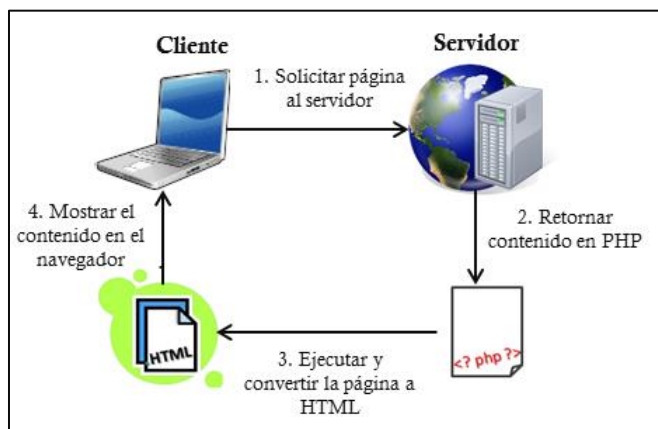 Cliente
Servidor
1. Solicitar página
al servidor
2. Retornar
contenido en PHP
<? php ?>
3. Ejecutar y
convertir la página a
HTML
HTML
4. Mostrar el
contenido en el
navegador